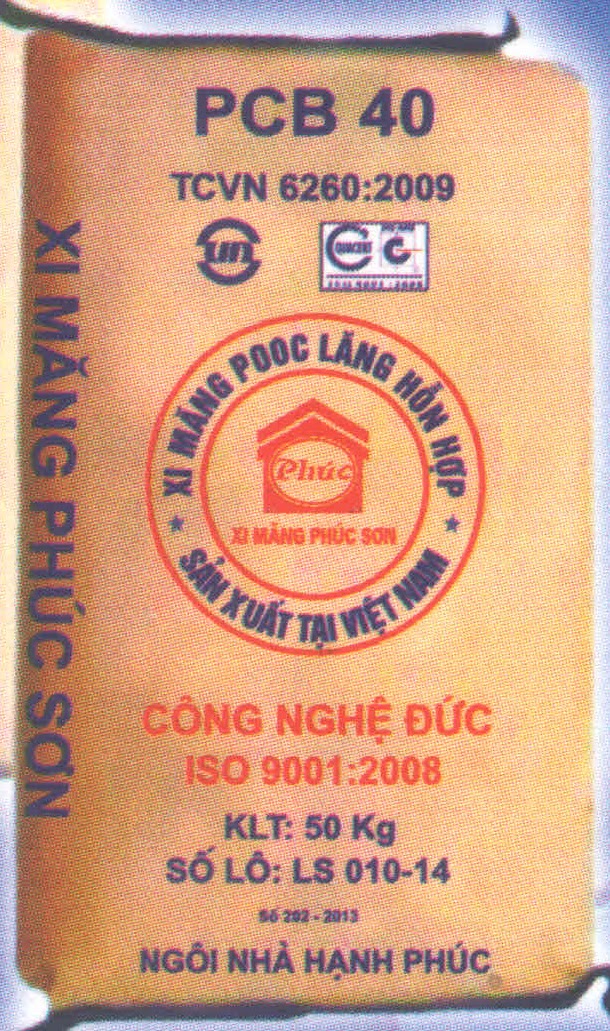 PCB 40
TCVN 6260:2009
QUACERT
XI MĂNG PHÚC SƠN
XI MĂNG POOC LĂNG HỖN HỢP
Phúc
XI MĂNG PHÚC SƠN
SẢN XUẤT TẠI VIỆT NAM
CÔNG NGHỆ ĐỨC
ISO 9001:2008
KLT: 50 Kg
SỐ LÔ: LS 010-14
Số 202 - 2013
NGÔI NHÀ HẠNH PHÚC